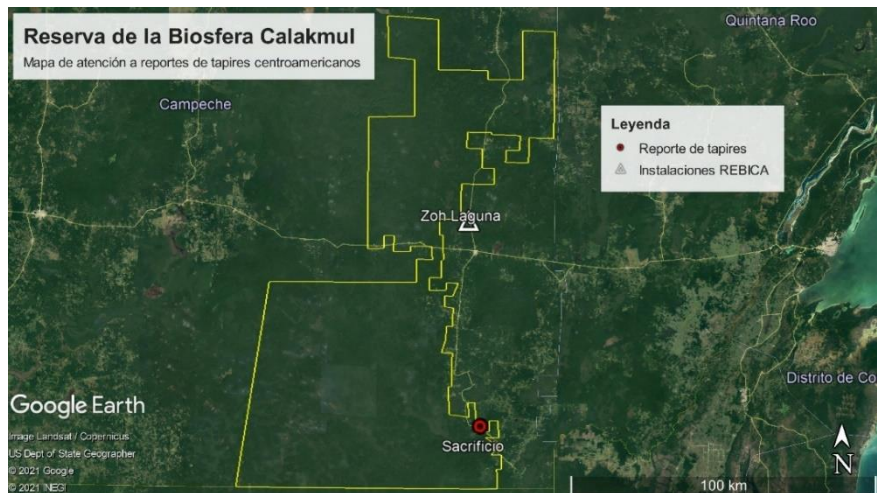 Reserva de la Biosfera Calakmul
Mapa de atención a reportes de tapires centroamericanos
Quintana Roo
Campeche
Leyenda
Reporte de tapires
Instalaciones REBICA
Zoh Laguna
Distrito de Co
Google Earth
Image Landsat / Copernicus
US Dept of State Geographer
© 2021 Google
© 2021 INEGI
Sacrificio
N
100 km